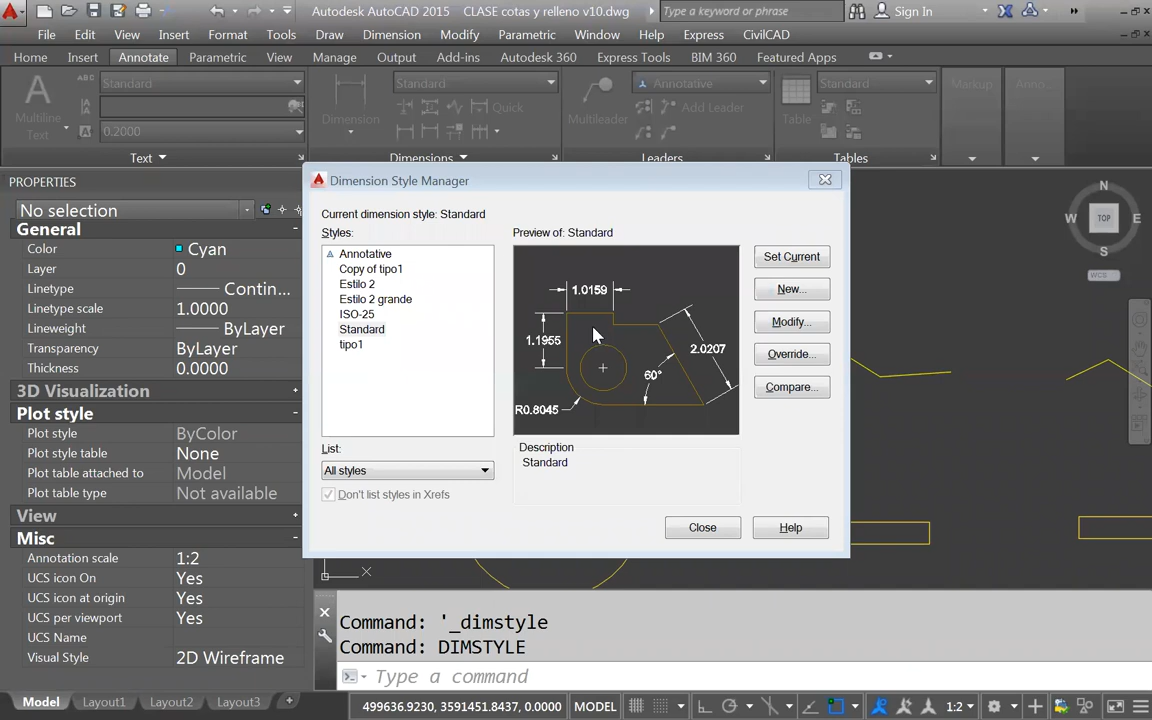 Autodesk AutoCAD 2015 CLASE cotas y relleno v10.dwg Type a keyword or phrase Sign In
File Edit View Insert Format Tools Draw Dimension Modify Parametric Window Help Express CivilCAD
Home Insert Annotate Parametric View Manage Output Add-ins Autodesk 360 Express Tools BIM 360 Featured Apps
Multiline Text
ABC Standard
0.2000
Text
Dimension
Standard
Quick
Dimensions
Multileader
Annotative
Add Leader
Leaders
Table
Standard
Tables
Markup
Anno...
PROPERTIES
No selection
General
Color Cyan
Layer 0
Linetype Contin...
Linetype scale 1.0000
Lineweight ByLayer
Transparency ByLayer
Thickness 0.0000
3D Visualization
Plot style
Plot style ByColor
Plot style table None
Plot table attached to Model
Plot table type Not available
View
Misc
Annotation scale 1:2
UCS icon On Yes
UCS icon at origin Yes
UCS per viewport Yes
UCS Name
Visual Style 2D Wireframe
Dimension Style Manager
Current dimension style: Standard
Styles:
Annotative
Copy of tipo1
Estilo 2
Estilo 2 grande
ISO-25
Standard
tipo1
List:
All styles
Don't list styles in Xrefs
Preview of: Standard
1.0159
1.1955
2.0207
60°
R0.8045
Description
Standard
Set Current
New...
Modify...
Override...
Compare...
Close Help
N
W TOP E
S
WCS
Command: '_dimstyle
Command: DIMSTYLE
Type a command
Model Layout1 Layout2 Layout3 499636.9230, 3591451.8437, 0.0000 MODEL 1:2